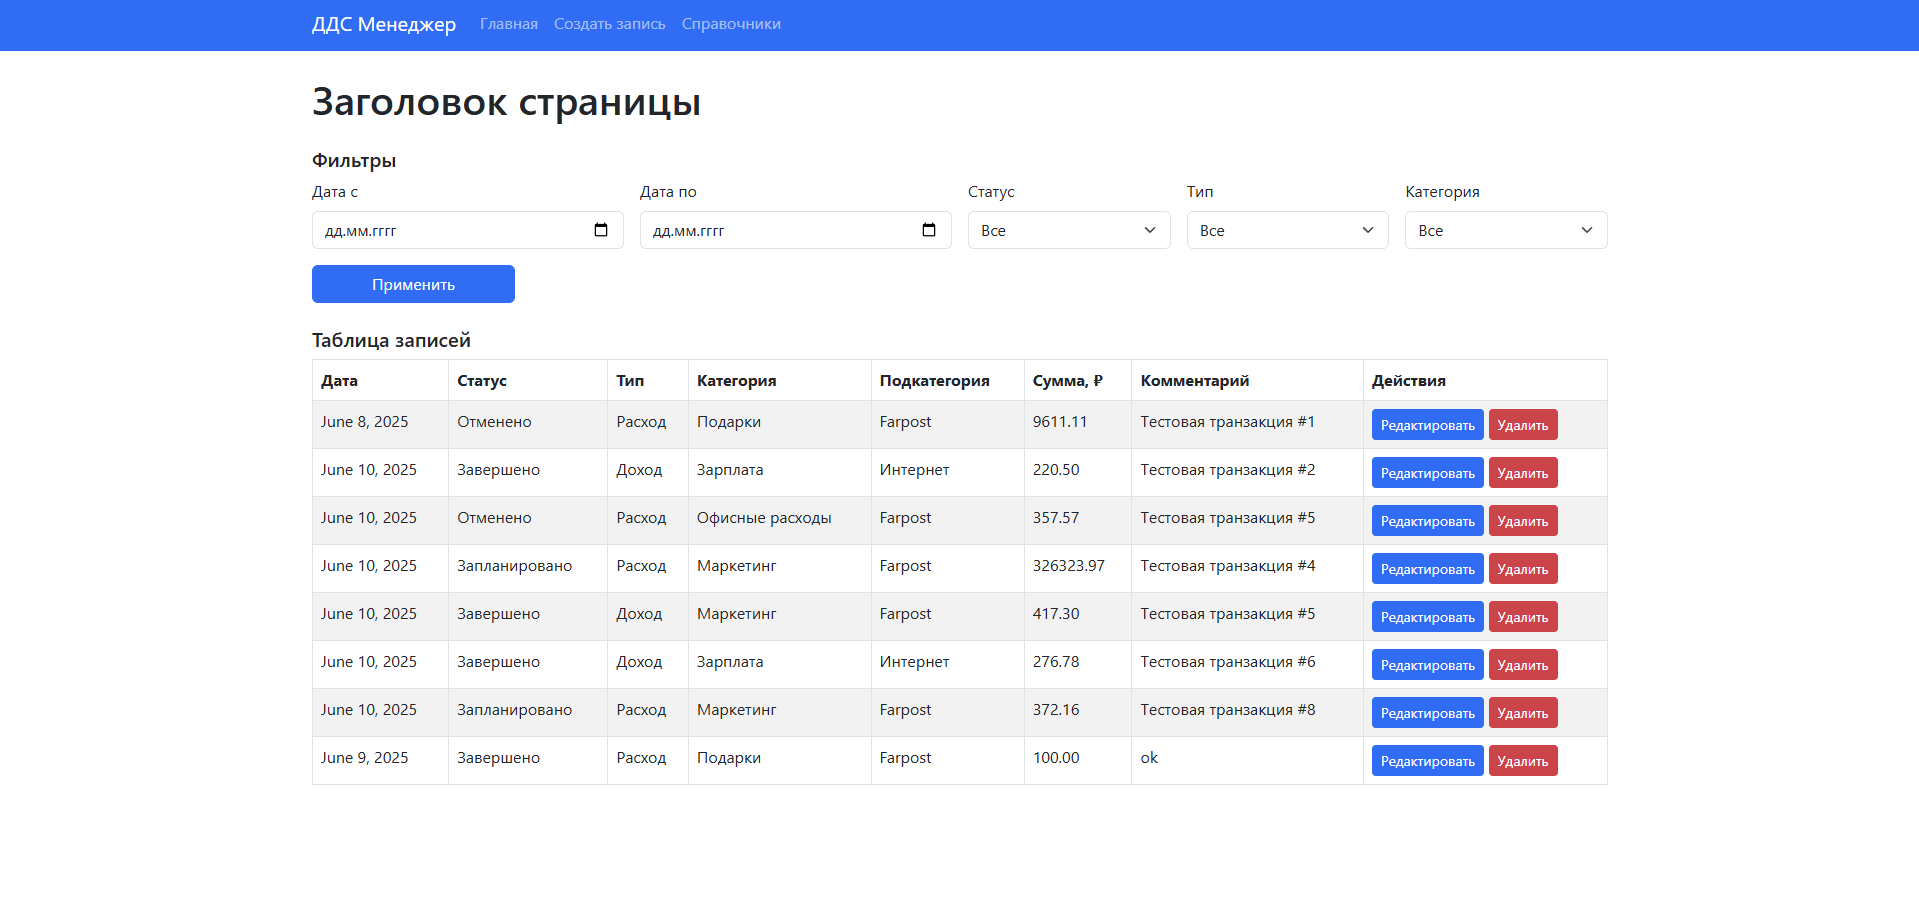 ДДС Менеджер Главная Создать запись Справочники
Заголовок страницы
Фильтры
Дата с Дата по Статус Тип Категория
дд.мм.гггг дд.мм.гггг Все Все Все
Применить
Таблица записей
Дата Статус Тип Категория Подкатегория Сумма, ₽ Комментарий Действия
June 8, 2025 Отменено Расход Подарки Farpost 9611.11 Тестовая транзакция #1 Редактировать Удалить
June 10, 2025 Завершено Доход Зарплата Интернет 220.50 Тестовая транзакция #2 Редактировать Удалить
June 10, 2025 Отменено Расход Офисные расходы Farpost 357.57 Тестовая транзакция #5 Редактировать Удалить
June 10, 2025 Запланировано Расход Маркетинг Farpost 326323.97 Тестовая транзакция #4 Редактировать Удалить
June 10, 2025 Завершено Доход Маркетинг Farpost 417.30 Тестовая транзакция #5 Редактировать Удалить
June 10, 2025 Завершено Доход Зарплата Интернет 276.78 Тестовая транзакция #6 Редактировать Удалить
June 10, 2025 Запланировано Расход Маркетинг Farpost 372.16 Тестовая транзакция #8 Редактировать Удалить
June 9, 2025 Завершено Расход Подарки Farpost 100.00 ok Редактировать Удалить